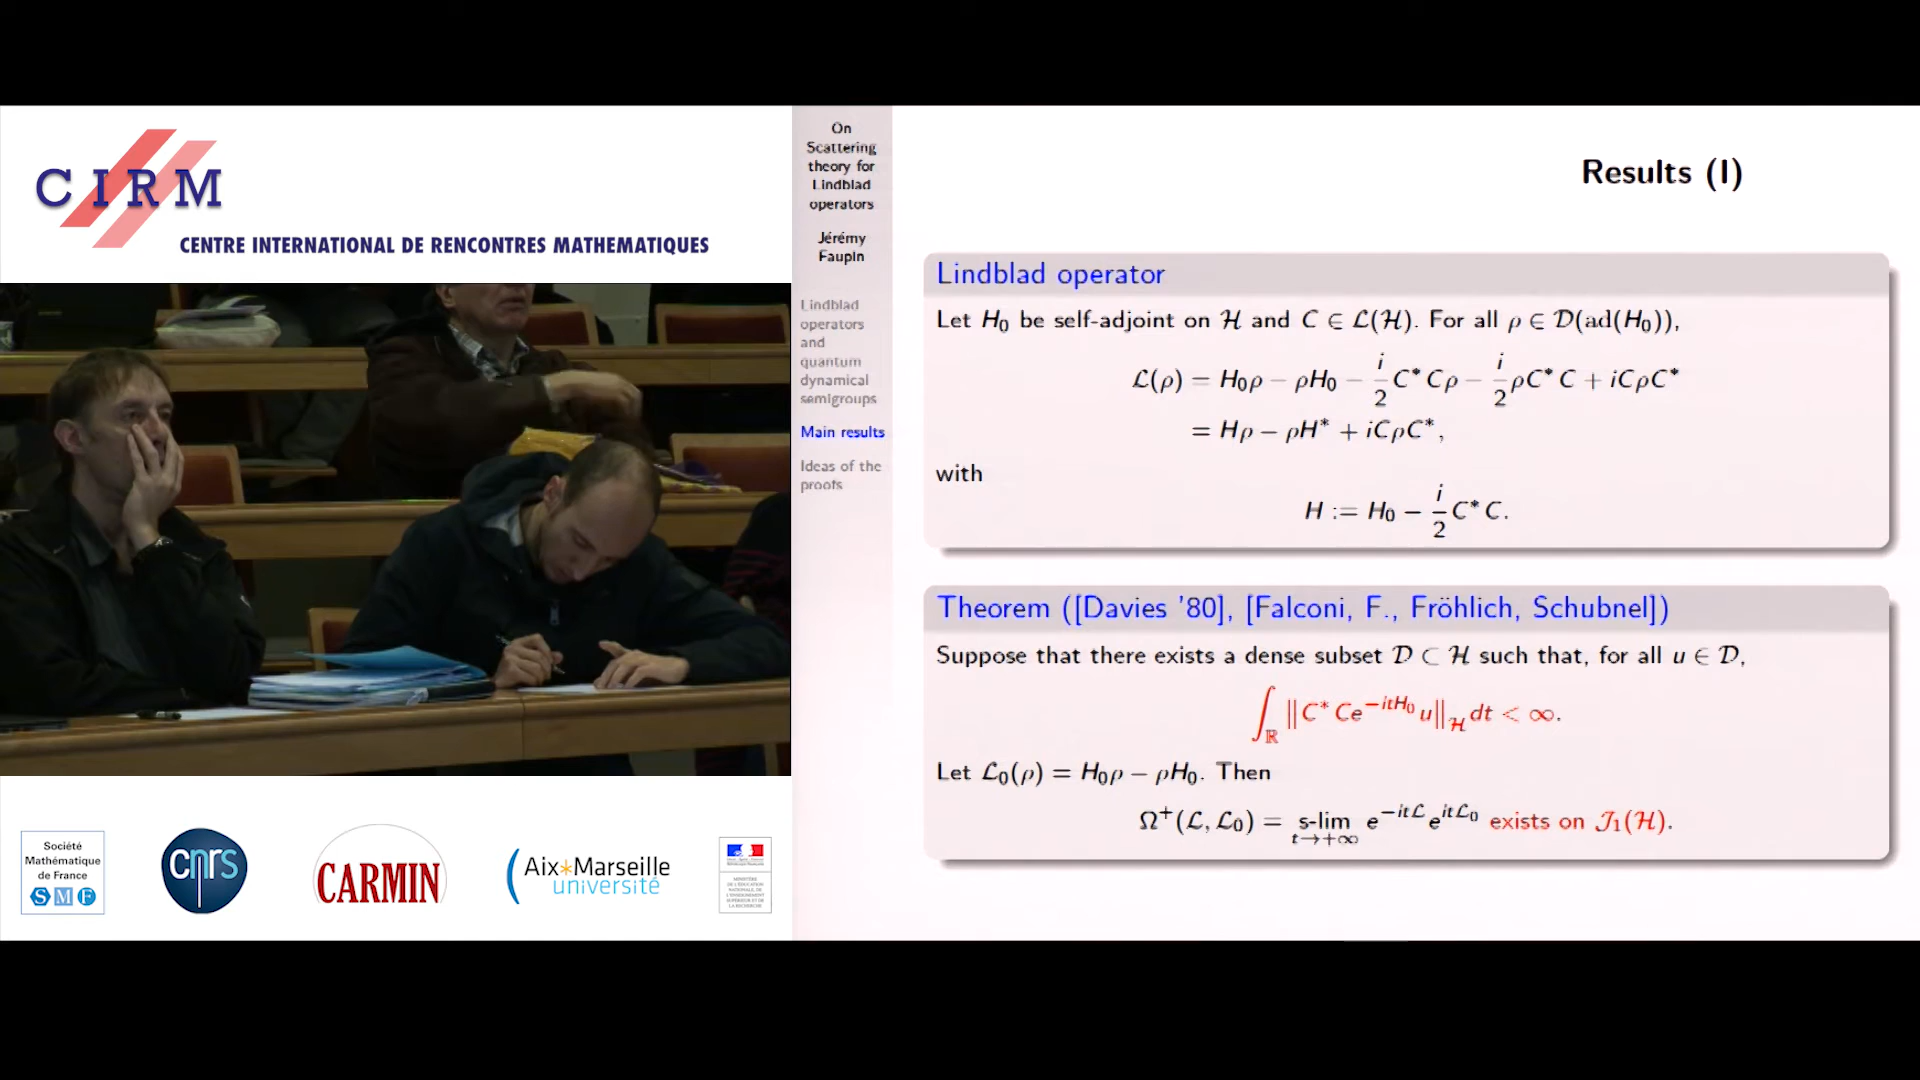 C I R M
CENTRE INTERNATIONAL DE RENCONTRES MATHEMATIQUES
Société
Mathématique
de France
S M F
cnrs
CARMIN
Aix*Marseille
université
On
Scattering
theory for
Lindblad
operators
Jérémy
Faupin
Lindblad
operators
and
quantum
dynamical
semigroups
Main results
Ideas of the
proofs
Results (I)
Lindblad operator
Let H₀ be self-adjoint on ℋ and C ∈ ℒ(ℋ). For all ρ ∈ 𝒟(ad(H₀)),
ℒ(ρ) = H₀ρ − ρH₀ − i/2 C*Cρ − i/2 ρC*C + iCρC*
= Hρ − ρH* + iCρC*,
with
H := H₀ − i/2 C*C.
Theorem ([Davies '80], [Falconi, F., Fröhlich, Schubnel])
Suppose that there exists a dense subset 𝒟 ⊂ ℋ such that, for all u ∈ 𝒟,
∫_ℝ ‖C*Ce^{−itH₀}u‖_ℋ dt < ∞.
Let ℒ₀(ρ) = H₀ρ − ρH₀. Then
Ω⁺(ℒ, ℒ₀) = s-lim_{t→+∞} e^{−itℒ}e^{itℒ₀} exists on 𝒥₁(ℋ).